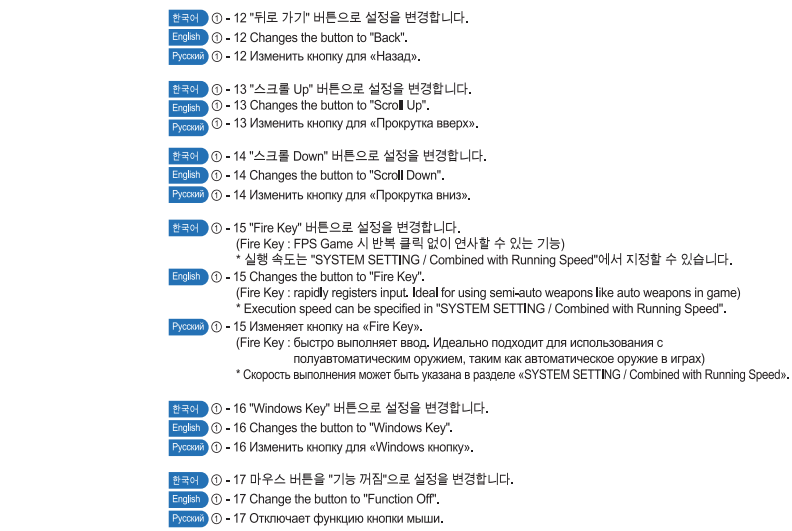 한국어 ① - 12 "뒤로 가기" 버튼으로 설정을 변경합니다.
English ① - 12 Changes the button to "Back".
Русский ① - 12 Изменить кнопку для «Назад».
한국어 ① - 13 "스크롤 Up" 버튼으로 설정을 변경합니다.
English ① - 13 Changes the button to "Scroll Up".
Русский ① - 13 Изменить кнопку для «Прокрутка вверх».
한국어 ① - 14 "스크롤 Down" 버튼으로 설정을 변경합니다.
English ① - 14 Changes the button to "Scroll Down".
Русский ① - 14 Изменить кнопку для «Прокрутка вниз».
한국어 ① - 15 "Fire Key" 버튼으로 설정을 변경합니다.
(Fire Key : FPS Game 시 반복 클릭 없이 연사할 수 있는 기능)
* 실행 속도는 "SYSTEM SETTING / Combined with Running Speed"에서 지정할 수 있습니다.
English ① - 15 Changes the button to "Fire Key".
(Fire Key : rapidly registers input. Ideal for using semi-auto weapons like auto weapons in game)
* Execution speed can be specified in "SYSTEM SETTING / Combined with Running Speed".
Русский ① - 15 Изменяет кнопку на «Fire Key».
(Fire Key : быстро выполняет ввод. Идеально подходит для использования с
полуавтоматическим оружием, таким как автоматическое оружие в играх)
* Скорость выполнения может быть указана в разделе «SYSTEM SETTING / Combined with Running Speed».
한국어 ① - 16 "Windows Key" 버튼으로 설정을 변경합니다.
English ① - 16 Changes the button to "Windows Key".
Русский ① - 16 Изменить кнопку для «Windows кнопку».
한국어 ① - 17 마우스 버튼을 "기능 꺼짐"으로 설정을 변경합니다.
English ① - 17 Change the button to "Function Off".
Русский ① - 17 Отключает функцию кнопки мыши.